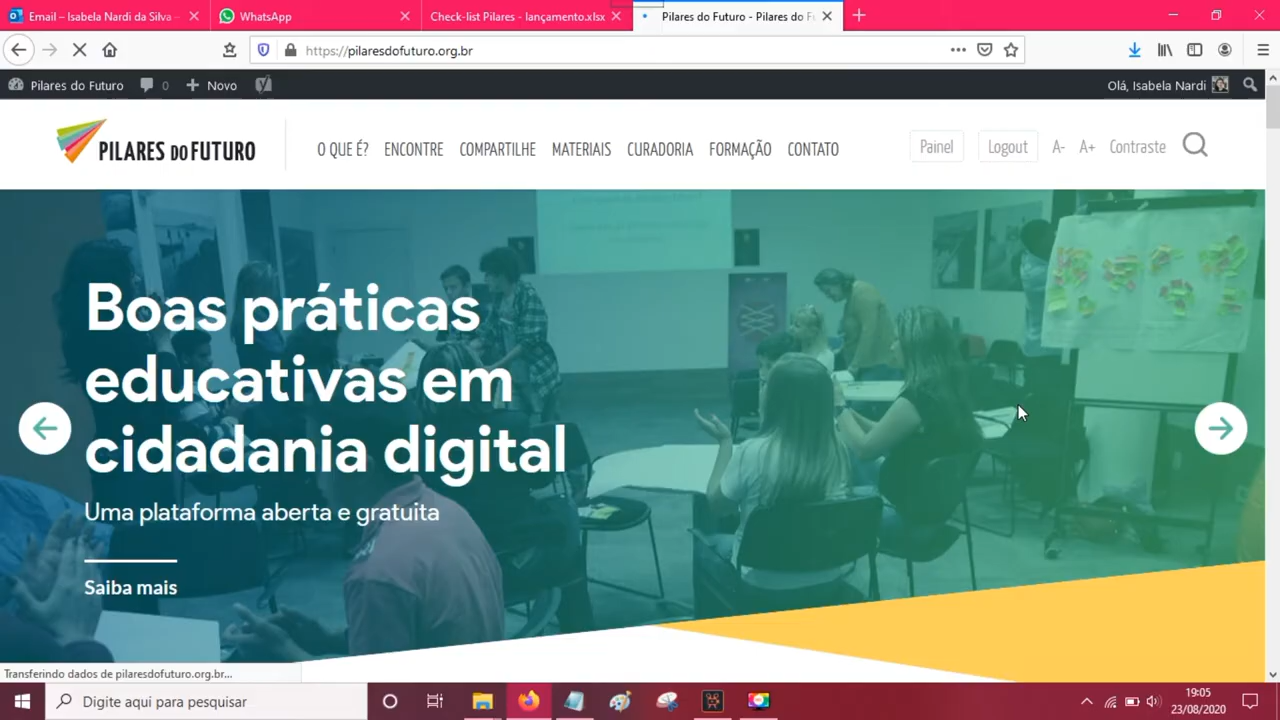 Email – Isabela Nardi da Silva –
WhatsApp
Check-list Pilares - lançamento.xlsx
Pilares do Futuro - Pilares do F
https://pilaresdofuturo.org.br
Pilares do Futuro
0
Novo
Olá, Isabela Nardi
PILARES DO FUTURO
O QUE É?
ENCONTRE
COMPARTILHE
MATERIAIS
CURADORIA
FORMAÇÃO
CONTATO
Painel
Logout
A-
A+
Contraste
Boas práticas
educativas em
cidadania digital
Uma plataforma aberta e gratuita
Saiba mais
Transferindo dados de pilaresdofuturo.org.br...
Digite aqui para pesquisar
19:05
23/08/2020